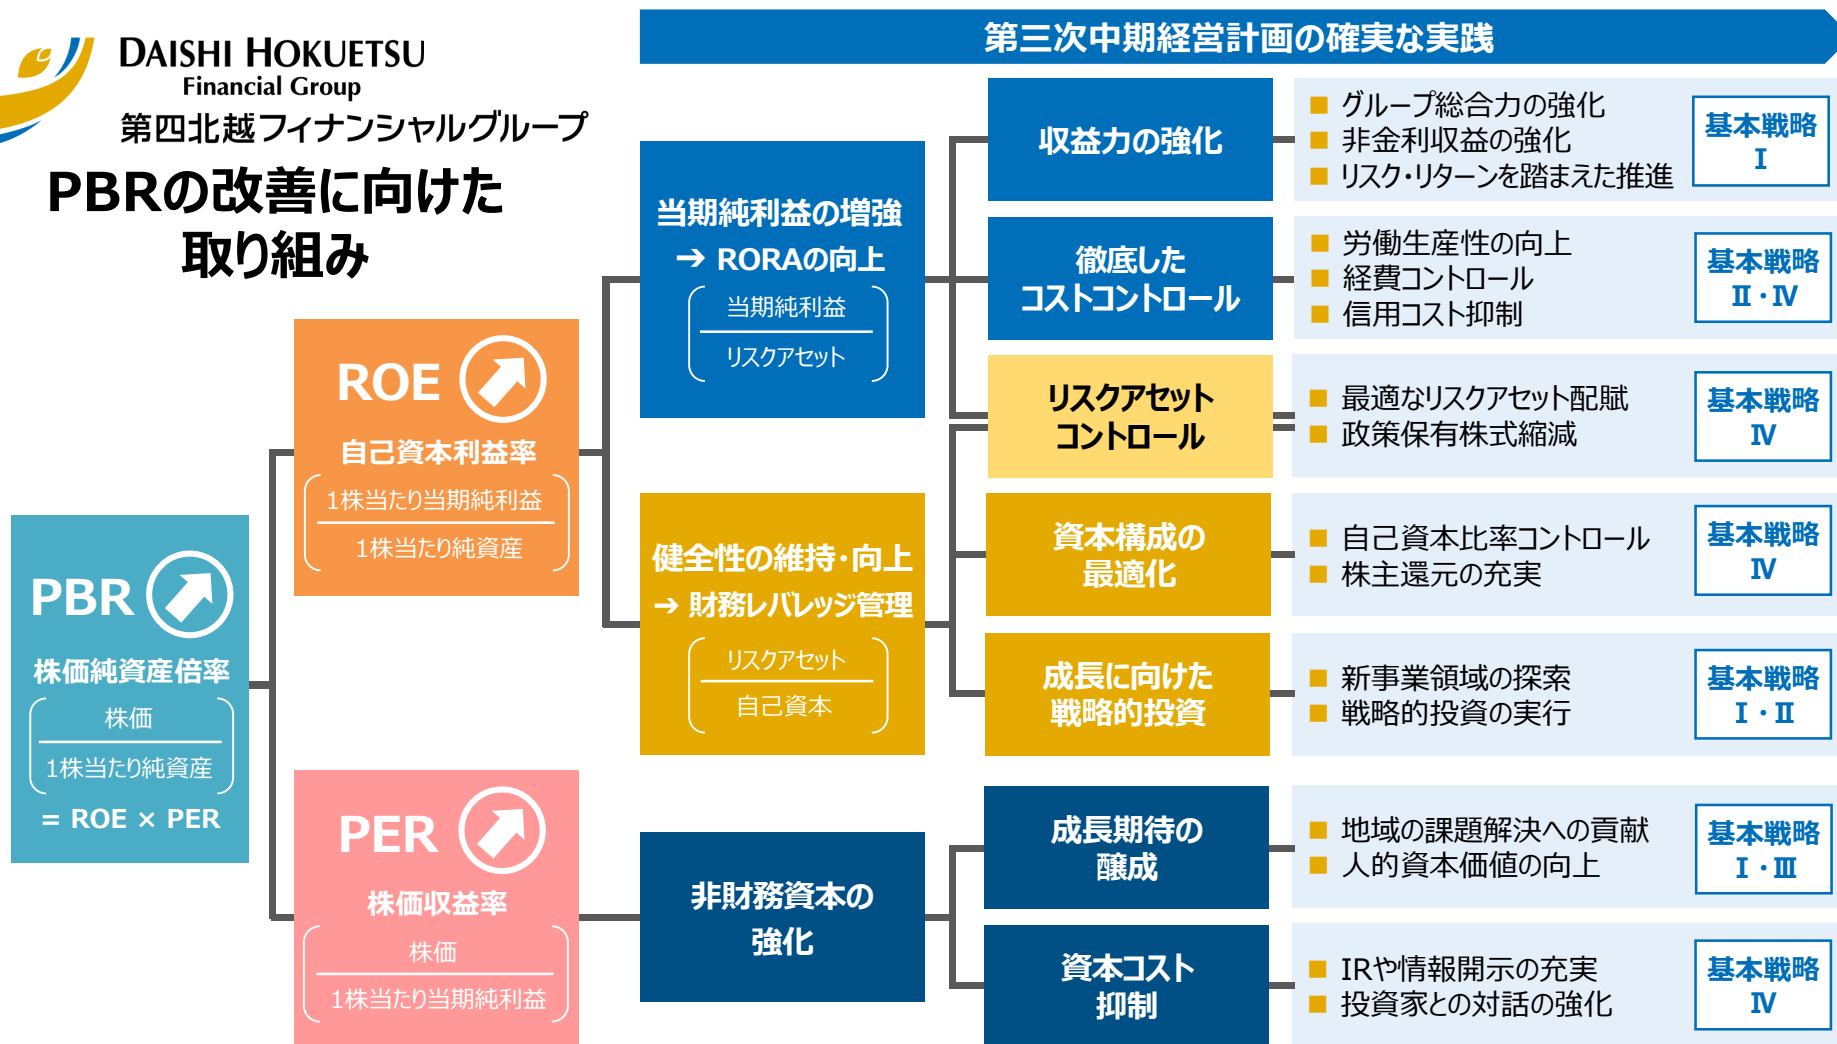 DAISHI HOKUETSU
Financial Group
第四北越フィナンシャルグループ
PBRの改善に向けた
取り組み
第三次中期経営計画の確実な実践
PBR
株価純資産倍率
株価
1株当たり純資産
= ROE × PER
ROE
自己資本利益率
1株当たり当期純利益
1株当たり純資産
PER
株価収益率
株価
1株当たり当期純利益
当期純利益の増強
→ RORAの向上
当期純利益
リスクアセット
健全性の維持・向上
→ 財務レバレッジ管理
リスクアセット
自己資本
非財務資本の
強化
収益力の強化
■ グループ総合力の強化
■ 非金利収益の強化
■ リスク・リターンを踏まえた推進
基本戦略
Ⅰ
徹底した
コストコントロール
■ 労働生産性の向上
■ 経費コントロール
■ 信用コスト抑制
基本戦略
Ⅱ・Ⅳ
リスクアセット
コントロール
■ 最適なリスクアセット配賦
■ 政策保有株式縮減
基本戦略
Ⅳ
資本構成の
最適化
■ 自己資本比率コントロール
■ 株主還元の充実
基本戦略
Ⅳ
成長に向けた
戦略的投資
■ 新事業領域の探索
■ 戦略的投資の実行
基本戦略
Ⅰ・Ⅱ
成長期待の
醸成
■ 地域の課題解決への貢献
■ 人的資本価値の向上
基本戦略
Ⅰ・Ⅲ
資本コスト
抑制
■ IRや情報開示の充実
■ 投資家との対話の強化
基本戦略
Ⅳ